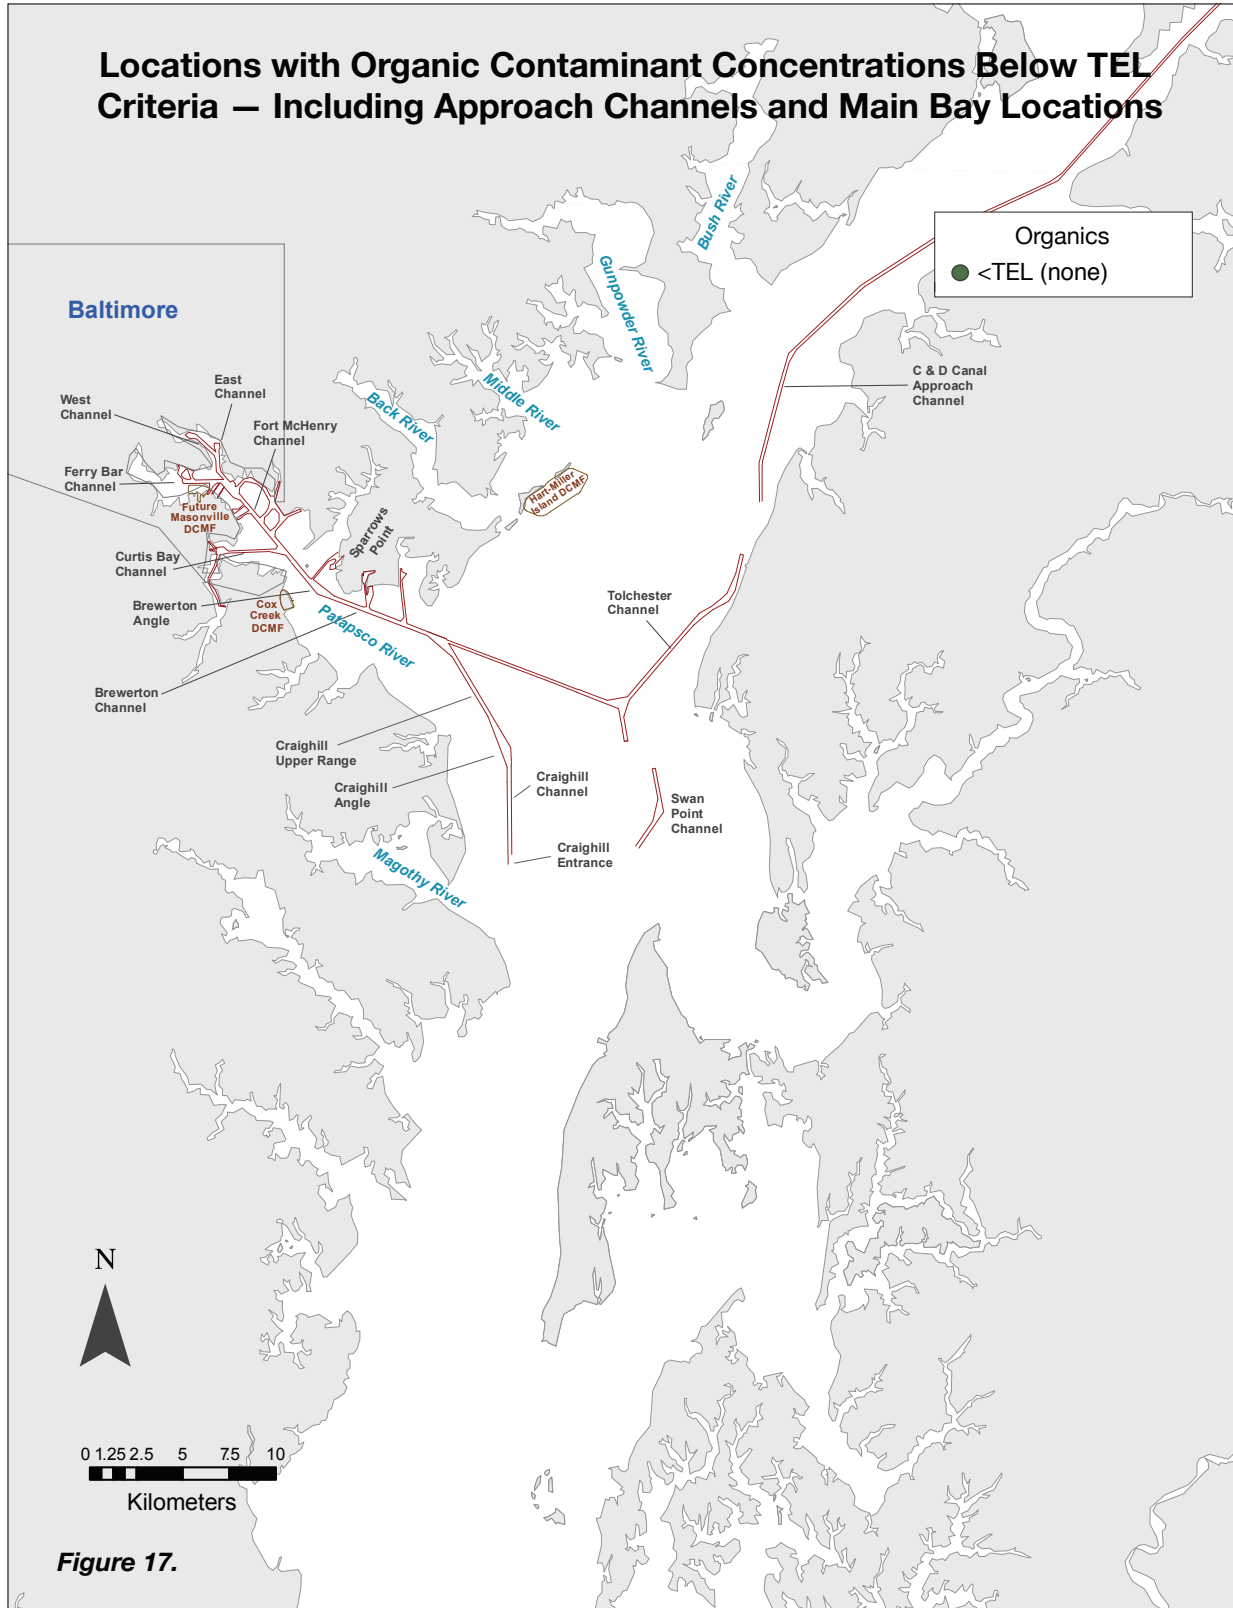 Locations with Organic Contaminant Concentrations Below TEL
Criteria — Including Approach Channels and Main Bay Locations
Bush River
Organics
<TEL (none)
Gunpowder River
Baltimore
C & D Canal
Approach
Channel
East
Channel
West
Channel
Middle River
Back River
Fort McHenry
Channel
Ferry Bar
Channel
Hart-Miller
Island DCMF
Future
Masonville
DCMF
Sparrows
Point
Curtis Bay
Channel
Tolchester
Channel
Brewerton
Angle
Cox
Creek
DCMF
Patapsco River
Brewerton
Channel
Craighill
Upper Range
Craighill
Angle
Craighill
Channel
Swan
Point
Channel
Craighill
Entrance
Magothy River
N
0 1.25 2.5 5 7.5 10
Kilometers
Figure 17.